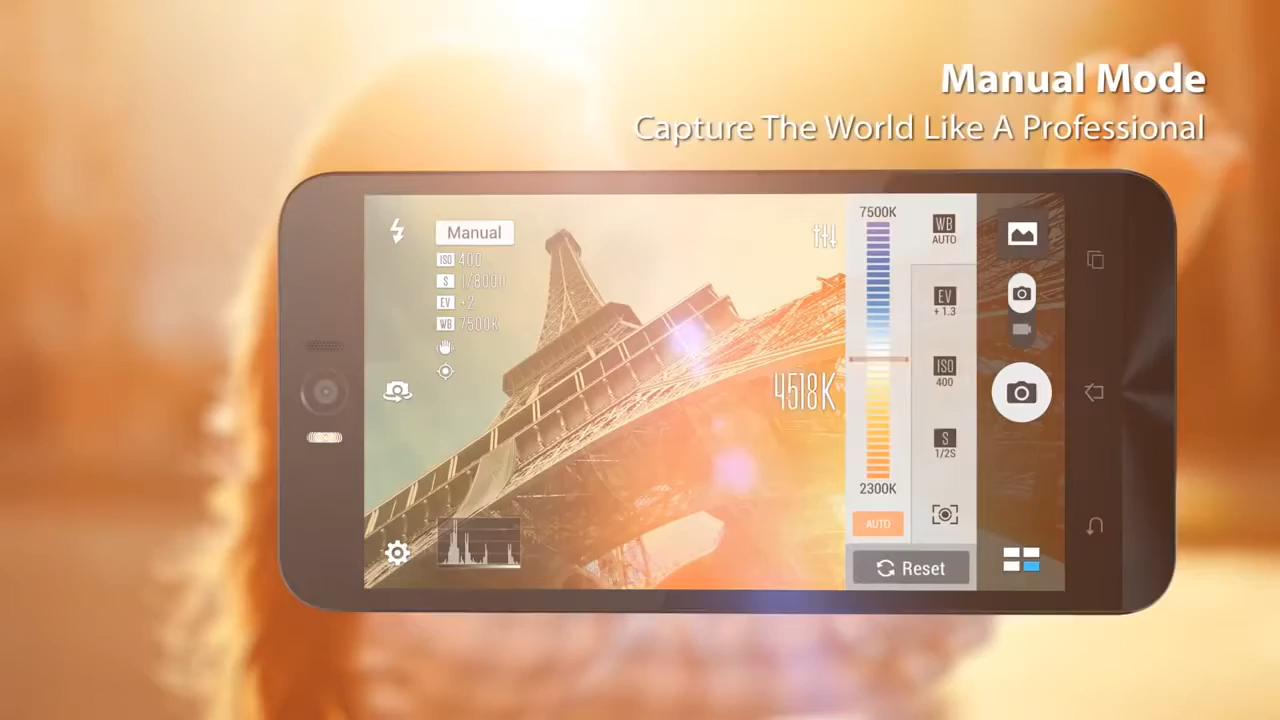 Manual Mode
Capture The World Like A Professional
Manual
ISO 400
S 1/8000
EV +2
WB 7500K
4518K
7500K
2300K
AUTO
WB
AUTO
EV
+1.3
ISO
400
S
1/2S
Reset